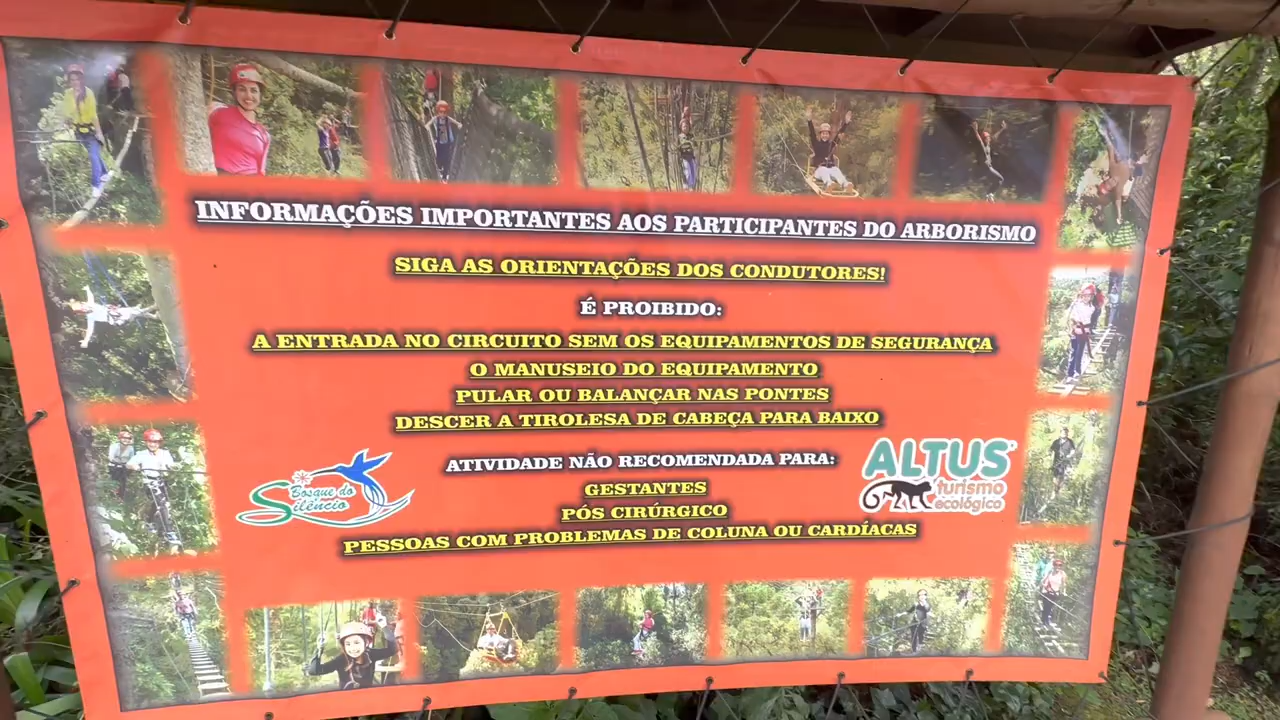 INFORMAÇÕES IMPORTANTES AOS PARTICIPANTES DO ARBORISMO
SIGA AS ORIENTAÇÕES DOS CONDUTORES!
É PROIBIDO:
A ENTRADA NO CIRCUITO SEM OS EQUIPAMENTOS DE SEGURANÇA
O MANUSEIO DO EQUIPAMENTO
PULAR OU BALANÇAR NAS PONTES
DESCER A TIROLESA DE CABEÇA PARA BAIXO
ATIVIDADE NÃO RECOMENDADA PARA:
GESTANTES
PÓS CIRÚRGICO
PESSOAS COM PROBLEMAS DE COLUNA OU CARDÍACAS
Bosque do
Silêncio
ALTUS
turismo
ecológico